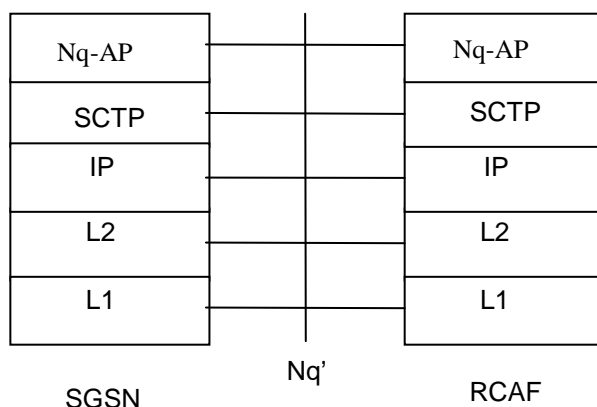 Nq-AP
SCTP
IP
L2
L1
SGSN
Nq’
Nq-AP
SCTP
IP
L2
L1
RCAF